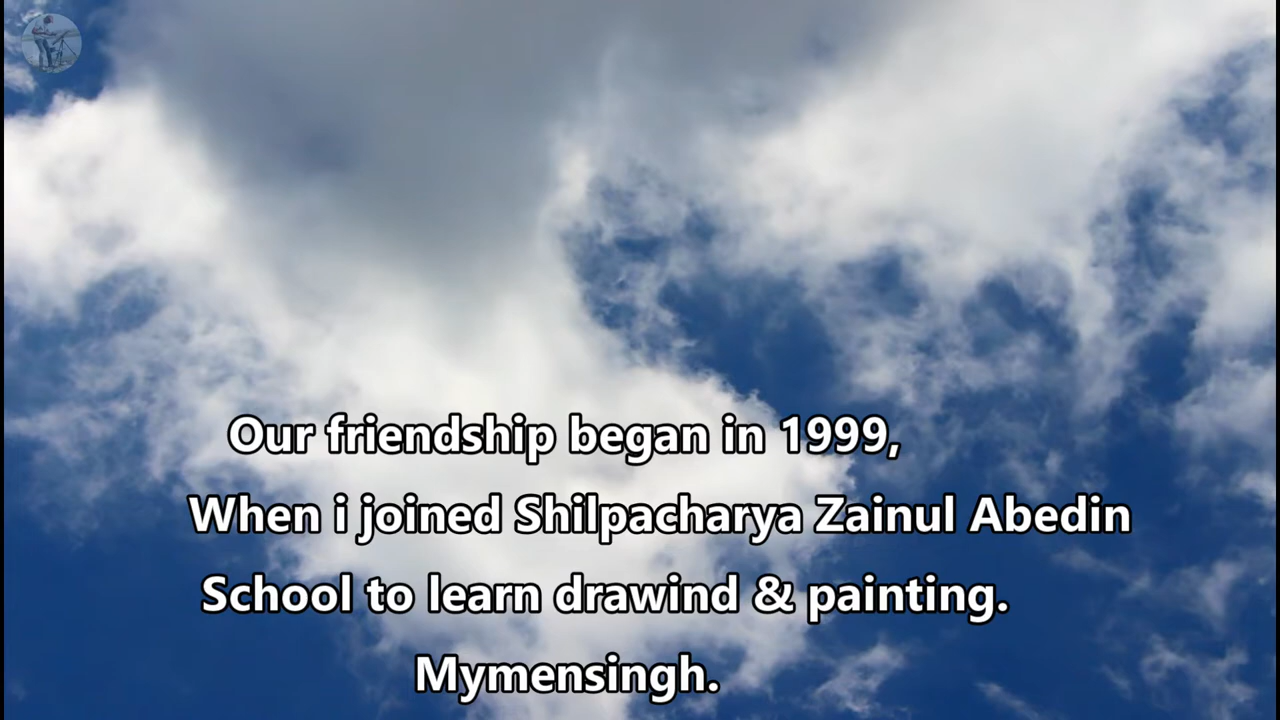 Our friendship began in 1999,
When i joined Shilpacharya Zainul Abedin
School to learn drawind & painting.
Mymensingh.